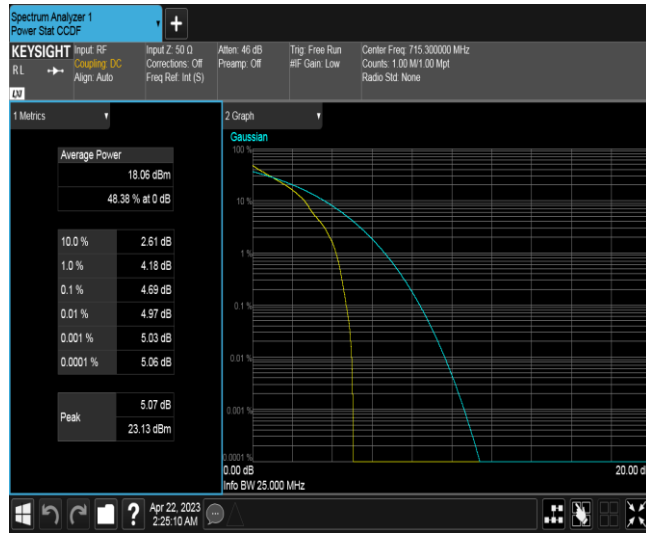 Spectrum Analyzer 1
Power Stat CCDF
+
KEYSIGHT
RL
LXI
Input: RF
Coupling: DC
Align: Auto
Input Z: 50 Ω
Corrections: Off
Freq Ref: Int (S)
Atten: 46 dB
Preamp: Off
Trig: Free Run
#IF Gain: Low
Center Freq: 715.300000 MHz
Counts: 1.00 M/1.00 Mpt
Radio Std: None
1 Metrics
Average Power
18.06 dBm
48.38 % at 0 dB
10.0 % 2.61 dB
1.0 % 4.18 dB
0.1 % 4.69 dB
0.01 % 4.97 dB
0.001 % 5.03 dB
0.0001 % 5.06 dB
Peak
5.07 dB
23.13 dBm
2 Graph
Gaussian
100 %
10 %
1 %
0.1 %
0.01 %
0.001 %
0.0001 %
0.00 dB
20.00 d
Info BW 25.000 MHz
?
Apr 22, 2023
2:25:10 AM